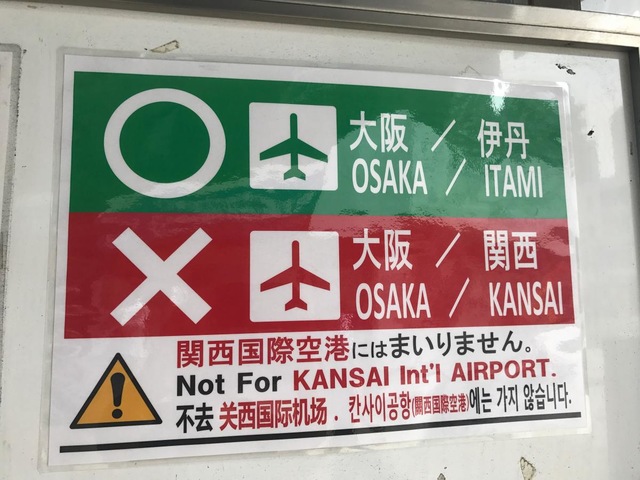 大阪 / 伊丹
OSAKA / ITAMI
大阪 / 関西
OSAKA / KANSAI
関西国際空港にはまいりません。
Not For KANSAI Int'l AIRPORT.
不去 关西国际机场 . 칸사이공항(関西国際空港)에는 가지 않습니다.